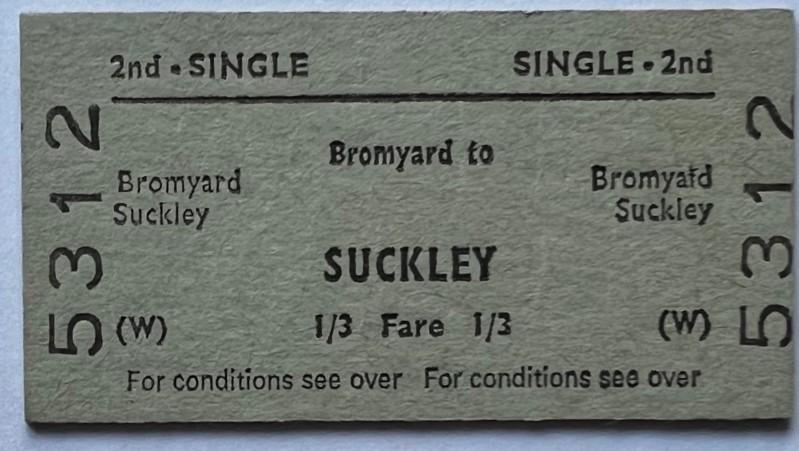 2nd • SINGLE SINGLE • 2nd
Bromyard to
Bromyard Bromyard
Suckley Suckley
SUCKLEY
(W) 1/3 Fare 1/3 (W)
For conditions see over For conditions see over
5312
5312